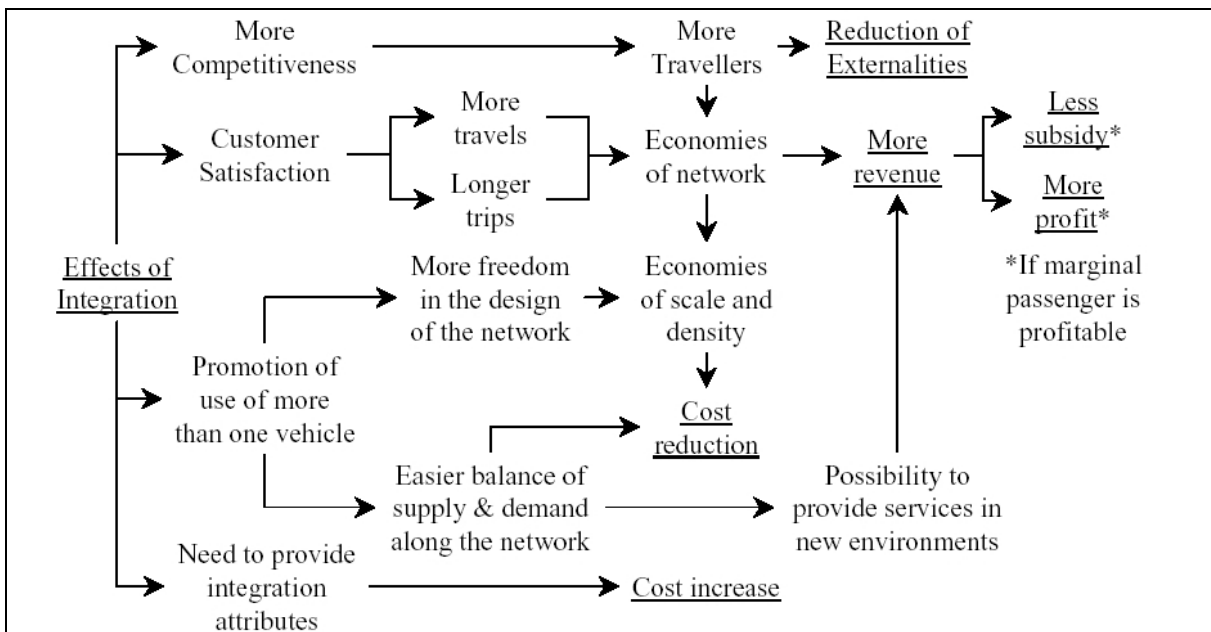 More
Competitiveness
More
Travellers
Reduction of
Externalities
Customer
Satisfaction
More
travels
Longer
trips
Economies
of network
More
revenue
Less
subsidy*
More
profit*
*If marginal
passenger is
profitable
Effects of
Integration
More freedom
in the design
of the network
Economies
of scale and
density
Promotion of
use of more
than one vehicle
Cost
reduction
Easier balance of
supply & demand
along the network
Possibility to
provide services in
new environments
Need to provide
integration
attributes
Cost increase